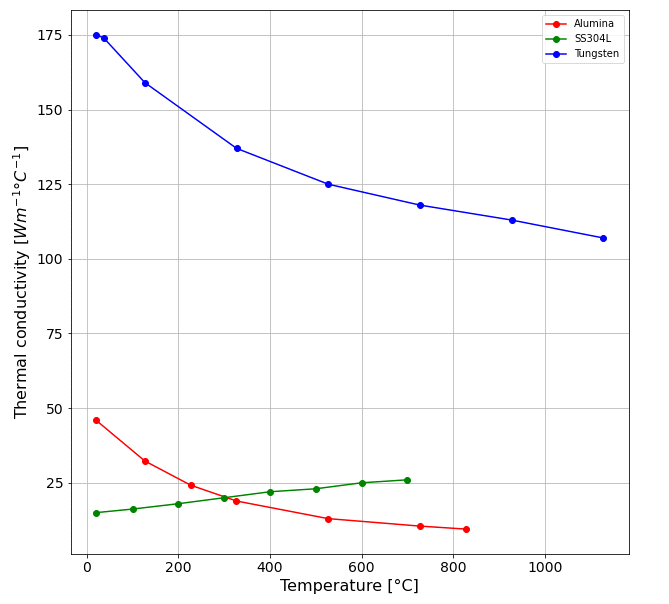 Alumina
SS304L
Tungsten
175
150
125
100
75
50
25
Thermal conductivity [Wm⁻¹°C⁻¹]
0 200 400 600 800 1000
Temperature [°C]